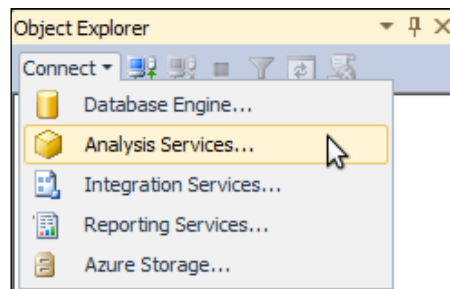 Object Explorer
Connect
Database Engine...
Analysis Services...
Integration Services...
Reporting Services...
Azure Storage...